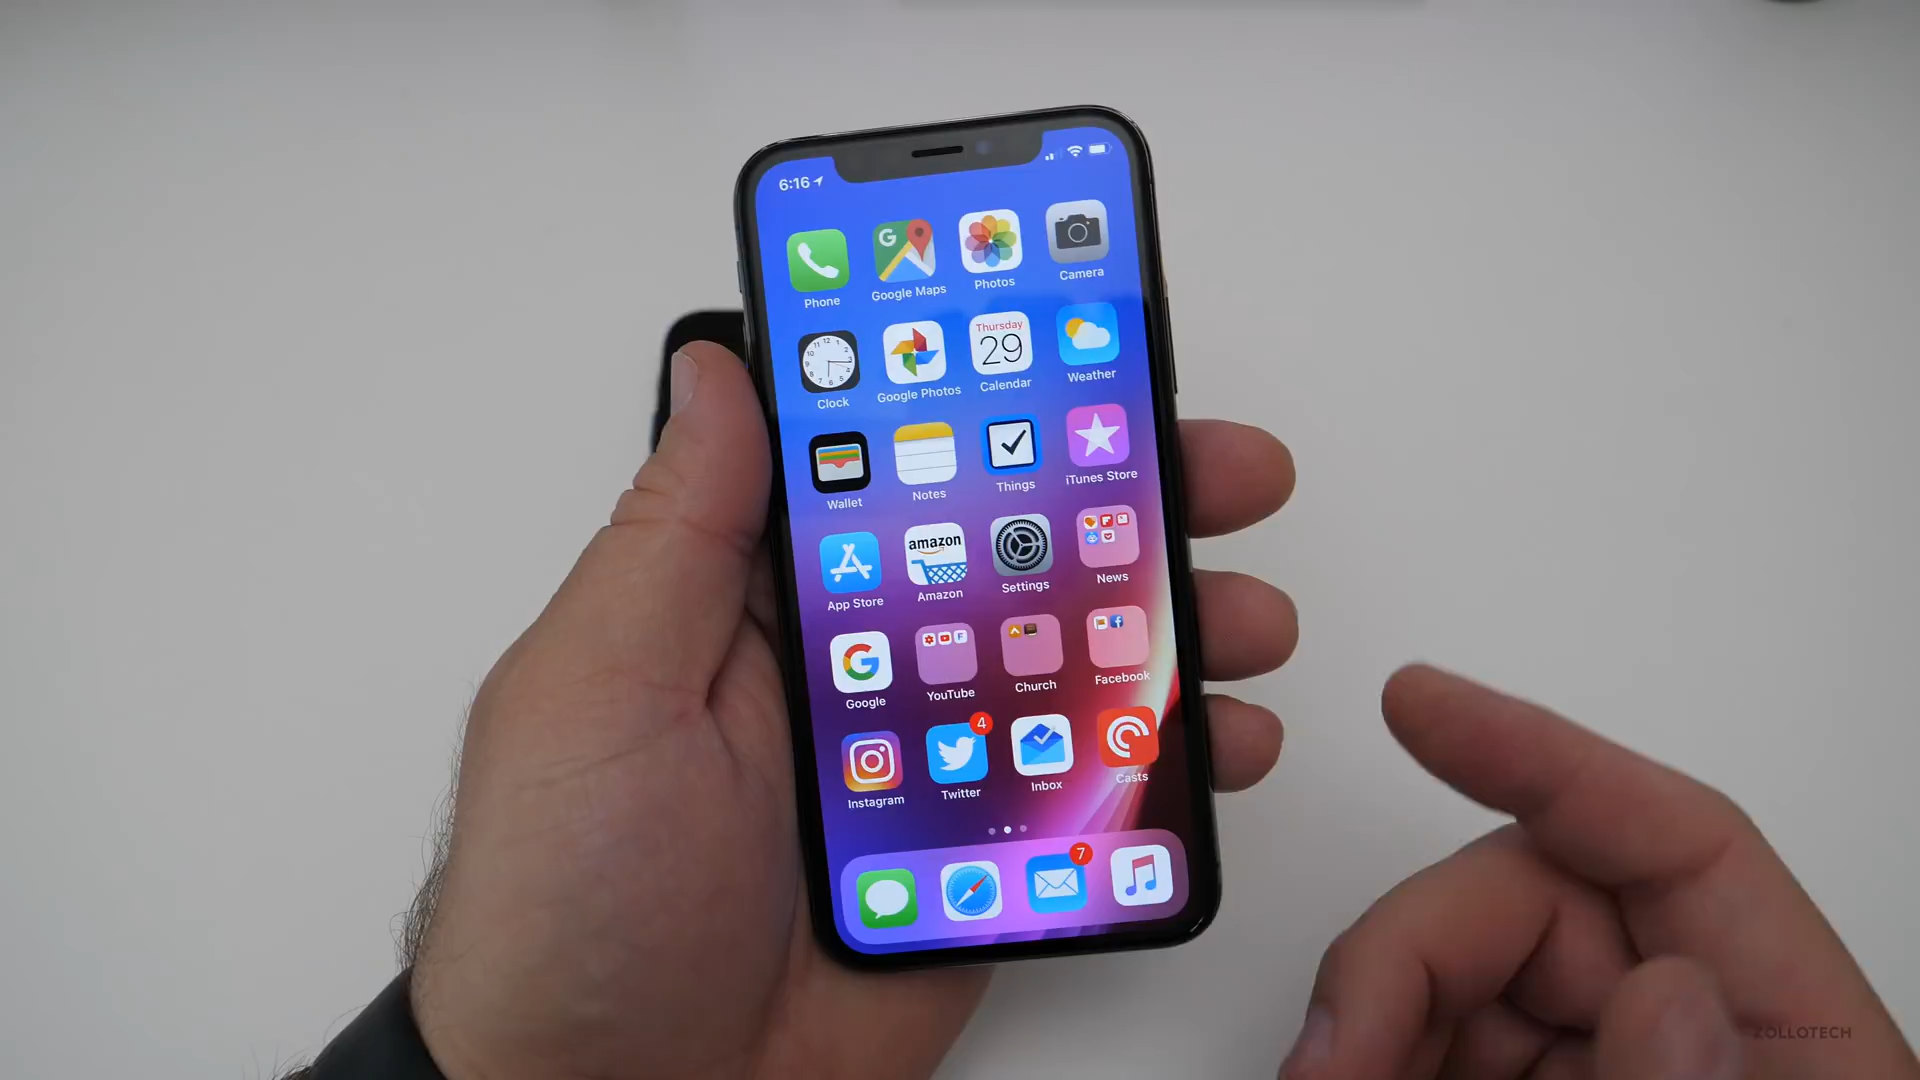 6:16
Phone
Google Maps
Photos
Camera
Clock
Google Photos
Thursday
29
Calendar
Weather
Wallet
Notes
Things
iTunes Store
App Store
amazon
Amazon
Settings
News
G
Google
YouTube
Church
Facebook
Instagram
4
Twitter
Inbox
Casts
7
ZOLLOTECH